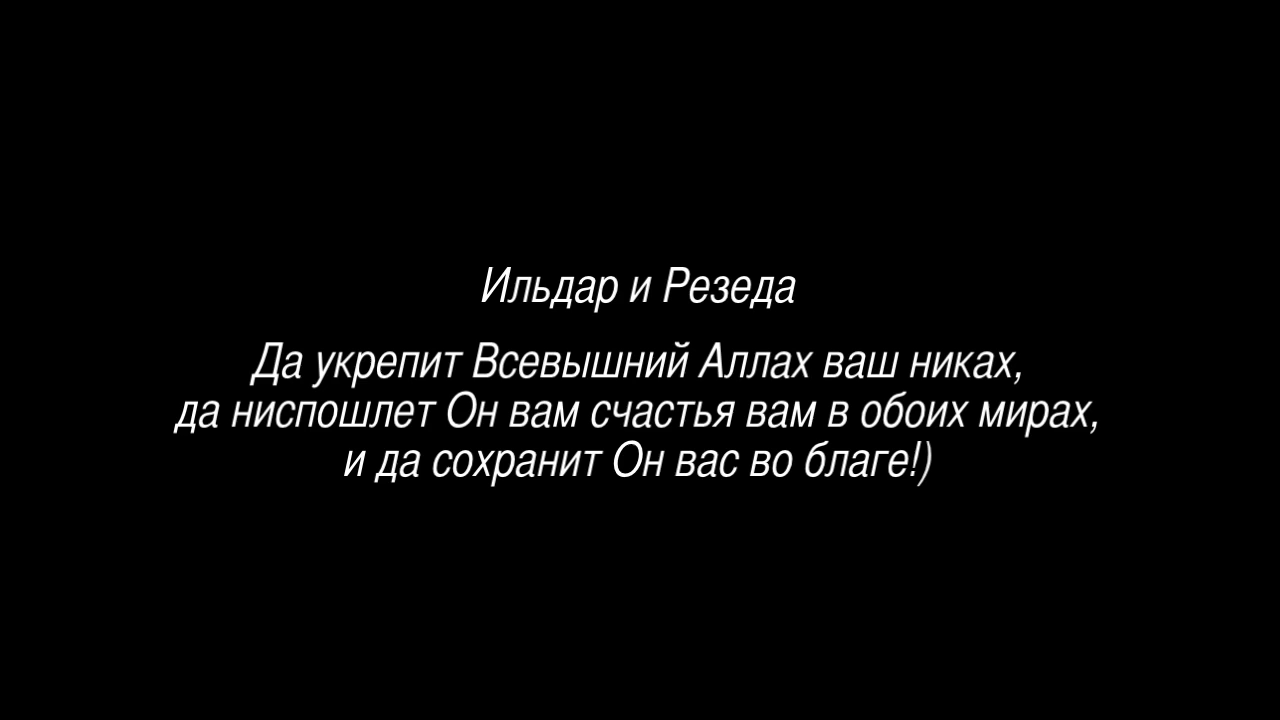 Ильдар и Резеда
Да укрепит Всевышний Аллах ваш никах,
да ниспошлет Он вам счастья вам в обоих мирах,
и да сохранит Он вас во благе!)